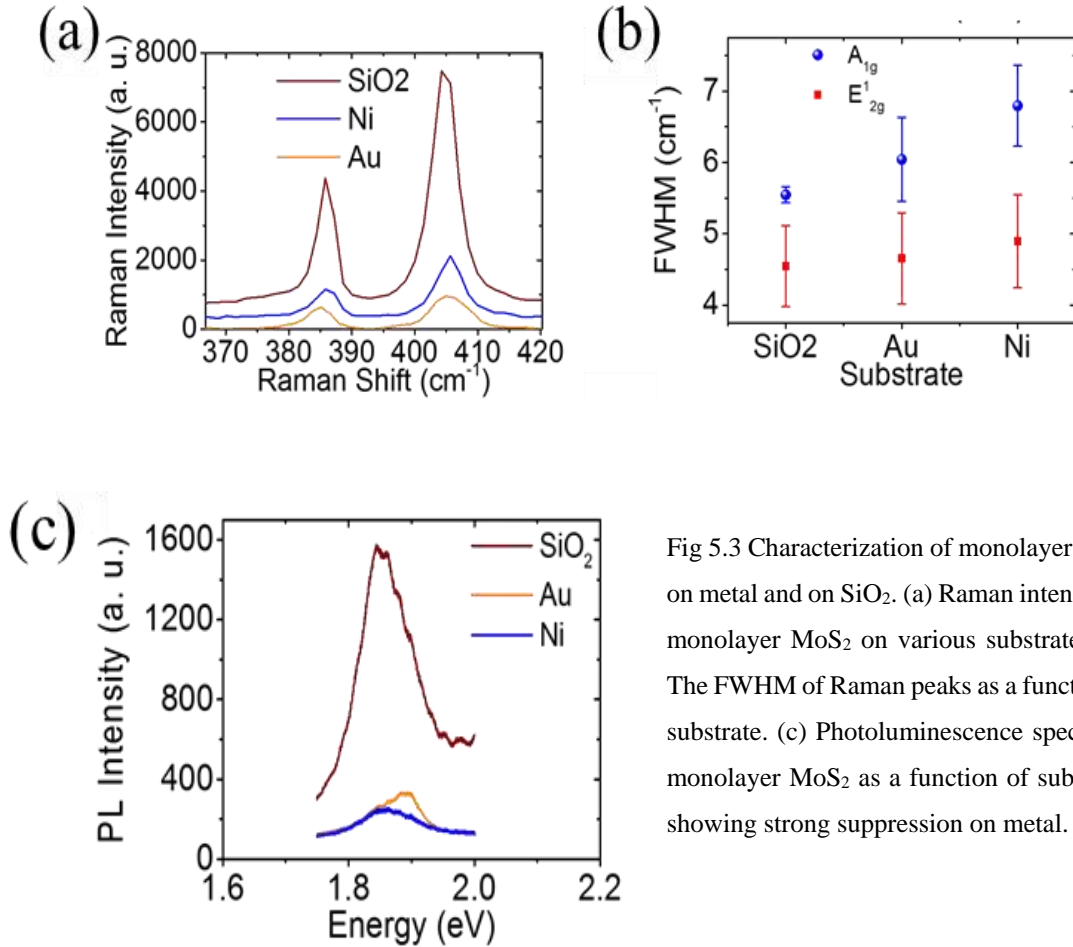 (a)
8000
6000
4000
2000
0
Raman Intensity (a. u.)
SiO2
Ni
Au
370 380 390 400 410 420
Raman Shift (cm⁻¹)
(b)
7
6
5
4
FWHM (cm⁻¹)
A₁g
E¹₂g
SiO2 Au Ni
Substrate
(c)
1600
1200
800
400
0
PL Intensity (a. u.)
SiO₂
Au
Ni
1.6 1.8 2.0 2.2
Energy (eV)
Fig 5.3 Characterization of monolayer
on metal and on SiO₂. (a) Raman inten
monolayer MoS₂ on various substrate
The FWHM of Raman peaks as a funct
substrate. (c) Photoluminescence spec
monolayer MoS₂ as a function of sub
showing strong suppression on metal.